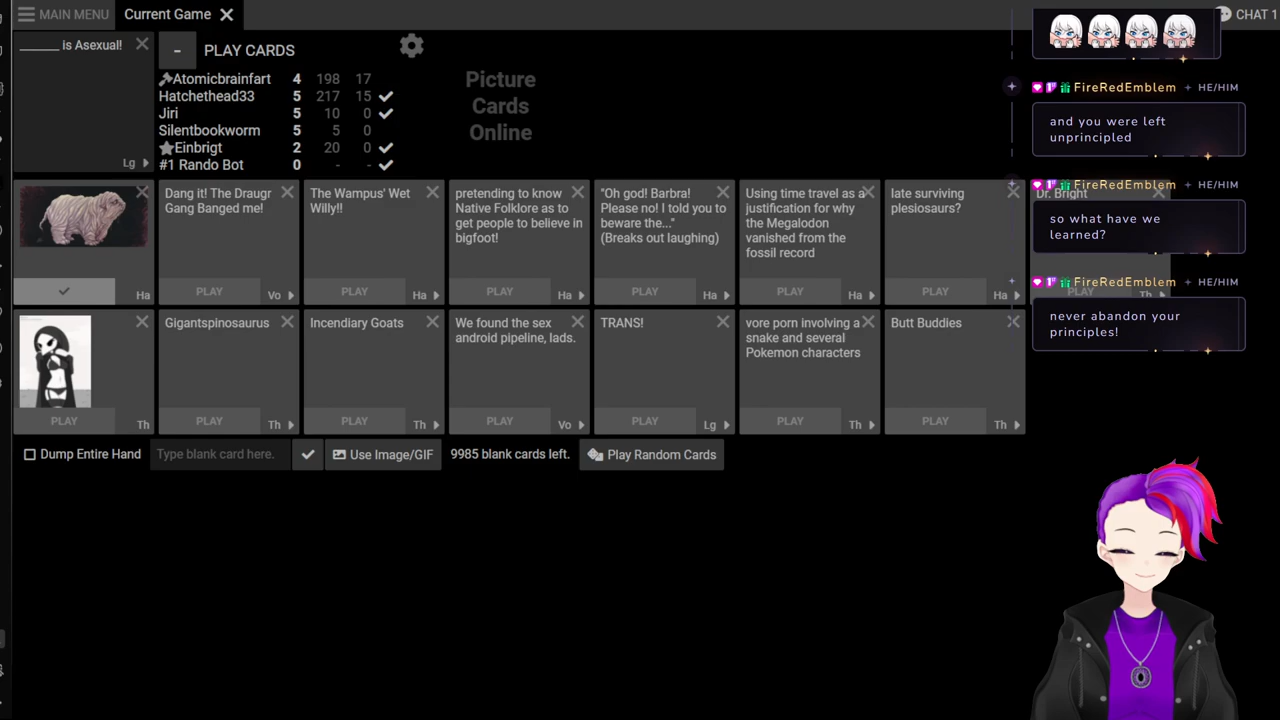 MAIN MENU
Current Game
CHAT 1
______ is Asexual!
Lg
-
PLAY CARDS
Atomicbrainfart 4 198 17
Hatchethead33 5 217 15
Jiri 5 10 0
Silentbookworm 5 5 0
Einbrigt 2 20 0
#1 Rando Bot 0 - -
Picture
Cards
Online
Ha
Dang it! The Draugr
Gang Banged me!
PLAY
Vo
The Wampus' Wet
Willy!!
PLAY
Ha
pretending to know
Native Folklore as to
get people to believe in
bigfoot!
PLAY
Ha
"Oh god! Barbra!
Please no! I told you to
beware the..."
(Breaks out laughing)
PLAY
Ha
Using time travel as a
justification for why
the Megalodon
vanished from the
fossil record
PLAY
Ha
late surviving
plesiosaurs?
PLAY
Ha
Dr. Bright
PLAY
Th
PLAY
Th
Gigantspinosaurus
PLAY
Th
Incendiary Goats
PLAY
Th
We found the sex
android pipeline, lads.
PLAY
Vo
TRANS!
PLAY
Lg
vore porn involving a
snake and several
Pokemon characters
PLAY
Th
Butt Buddies
PLAY
Th
Dump Entire Hand
Type blank card here.
Use Image/GIF
9985 blank cards left.
Play Random Cards
FireRedEmblem HE/HIM
and you were left
unprincipled
FireRedEmblem HE/HIM
so what have we
learned?
FireRedEmblem HE/HIM
never abandon your
principles!